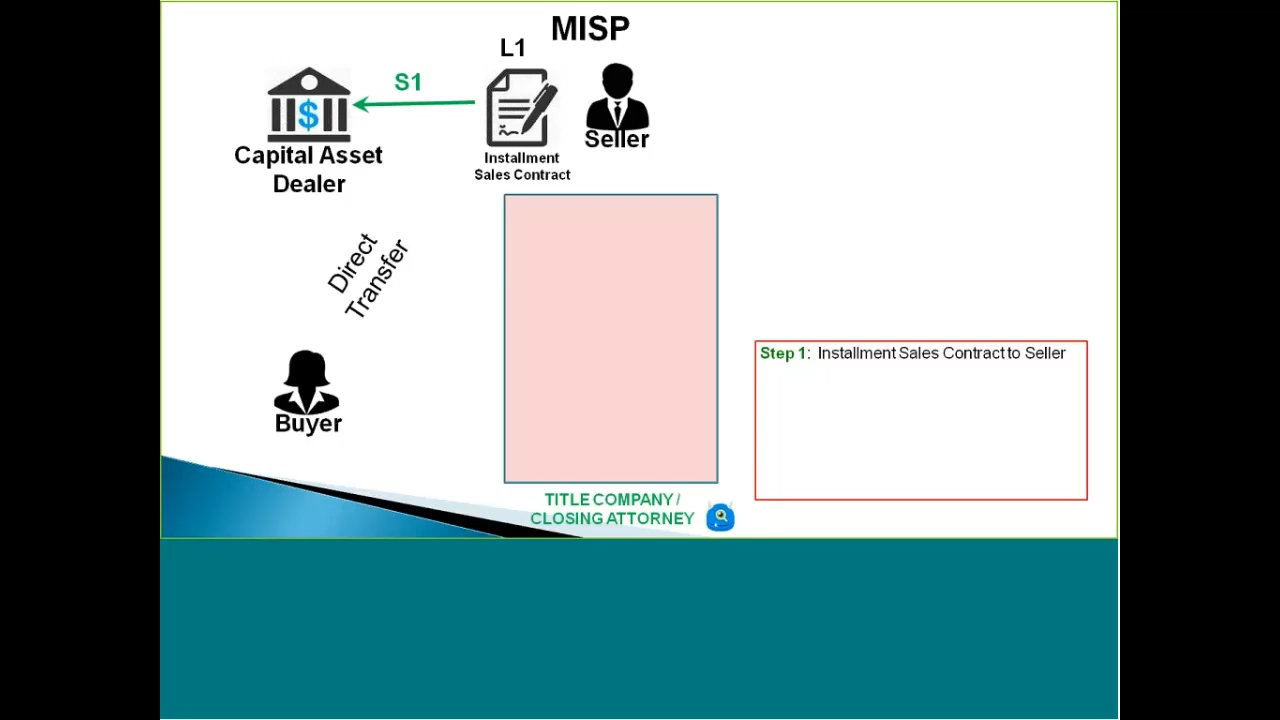 MISP
L1
S1
Seller
Capital Asset
Dealer
Installment
Sales Contract
Direct
Transfer
Step 1: Installment Sales Contract to Seller
Buyer
TITLE COMPANY /
CLOSING ATTORNEY